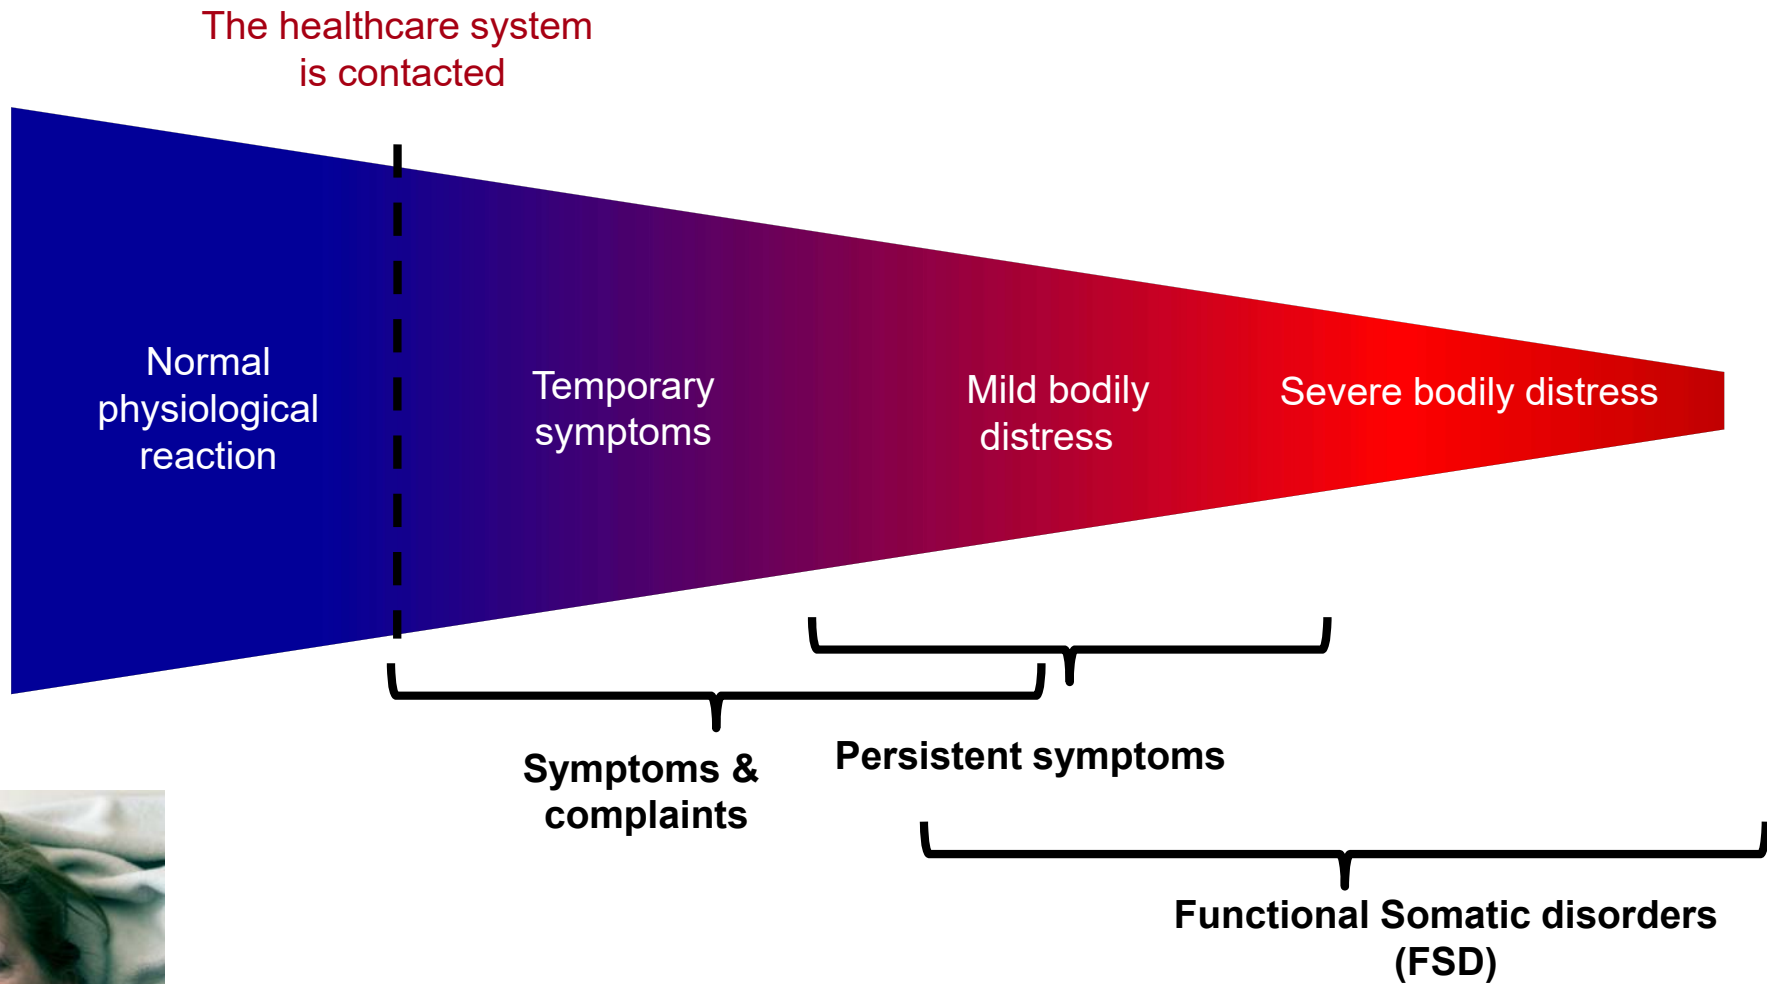 The healthcare system
is contacted
Normal
physiological
reaction
Temporary
symptoms
Mild bodily
distress
Severe bodily distress
Symptoms &
complaints
Persistent symptoms
Functional Somatic disorders
(FSD)